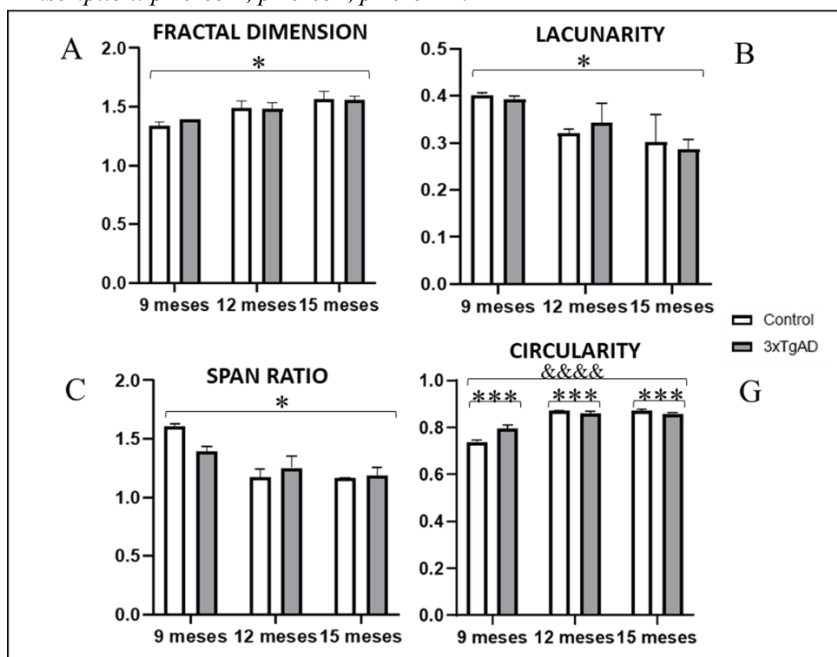 A
FRACTAL DIMENSION
*
2.0
1.5
1.0
0.5
0.0
9 meses 12 meses 15 meses
LACUNARITY
B
*
0.5
0.4
0.3
0.2
0.1
0.0
9 meses 12 meses 15 meses
Control
3xTgAD
C
SPAN RATIO
*
2.0
1.5
1.0
0.5
0.0
9 meses 12 meses 15 meses
CIRCULARITY
G
&&&&
*** *** ***
1.0
0.8
0.6
0.4
0.2
0.0
9 meses 12 meses 15 meses